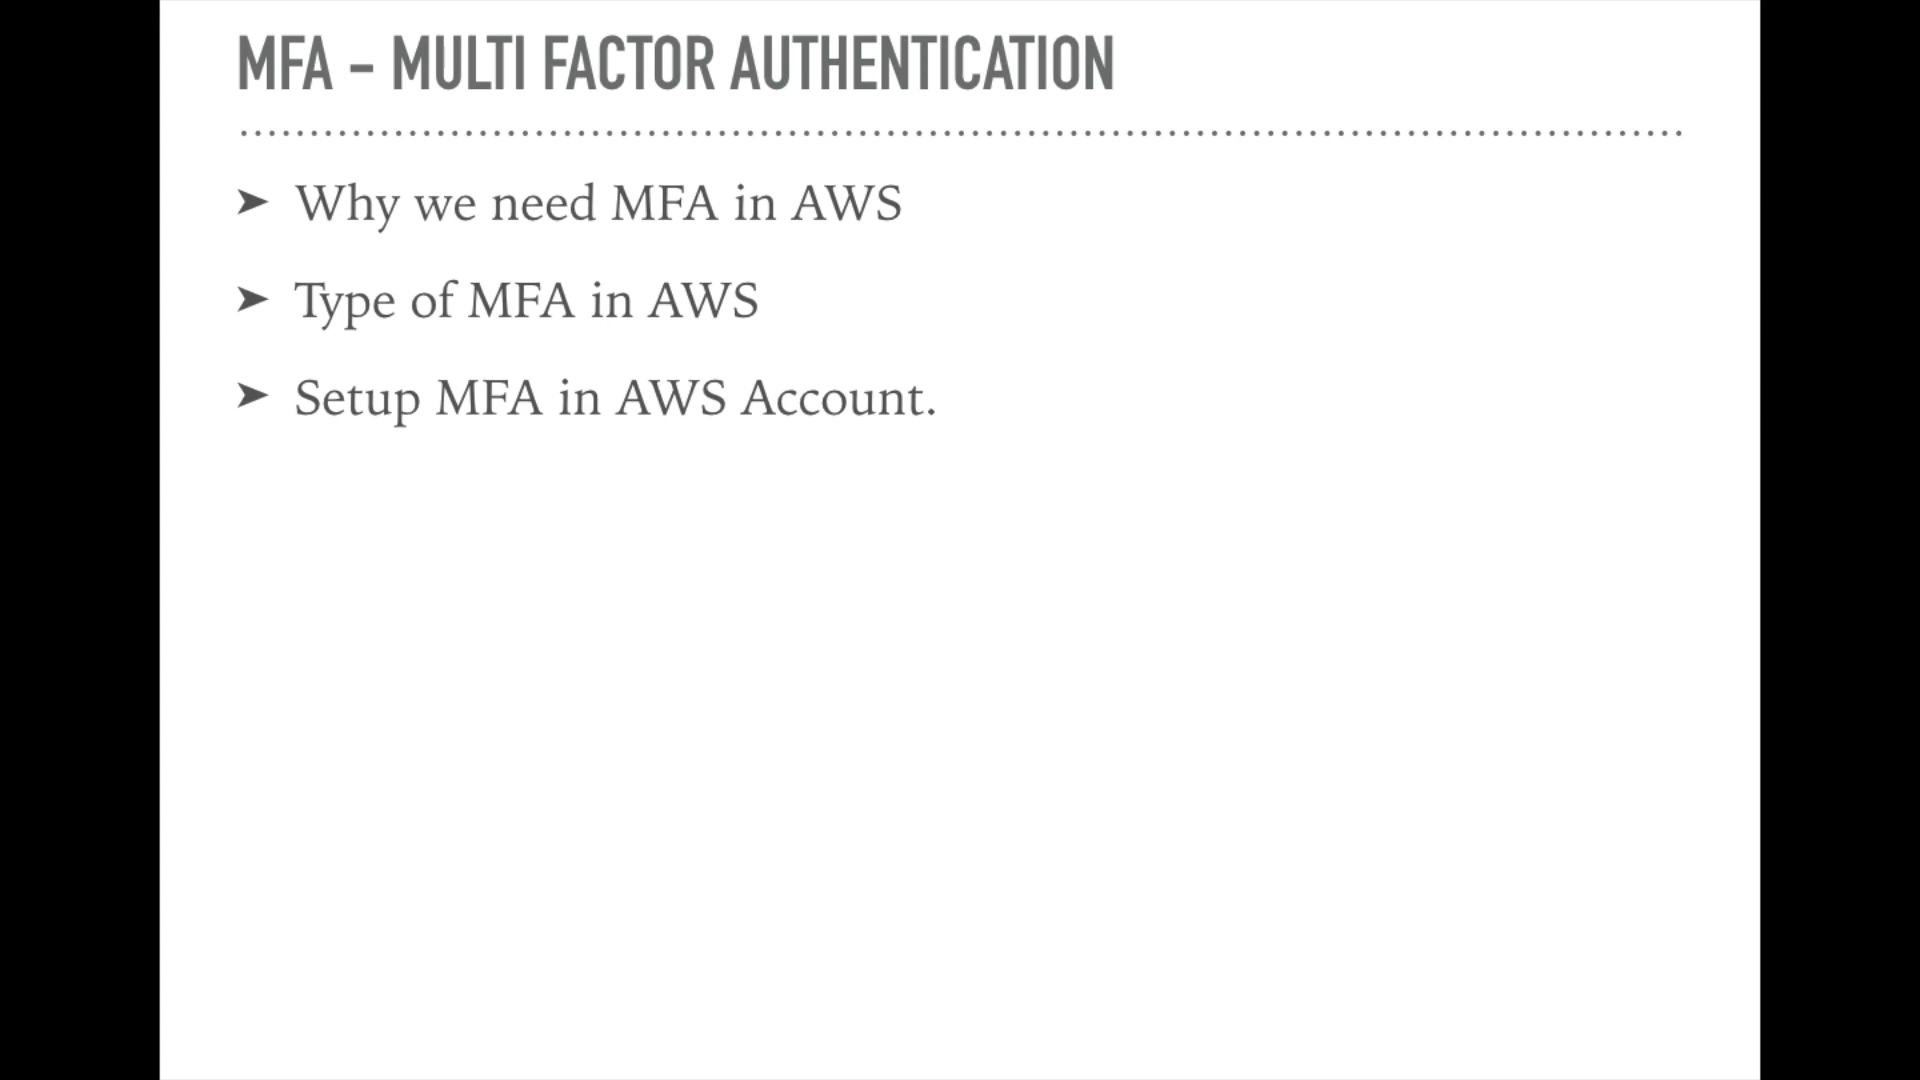 MFA - MULTI FACTOR AUTHENTICATION
➤ Why we need MFA in AWS
➤ Type of MFA in AWS
➤ Setup MFA in AWS Account.